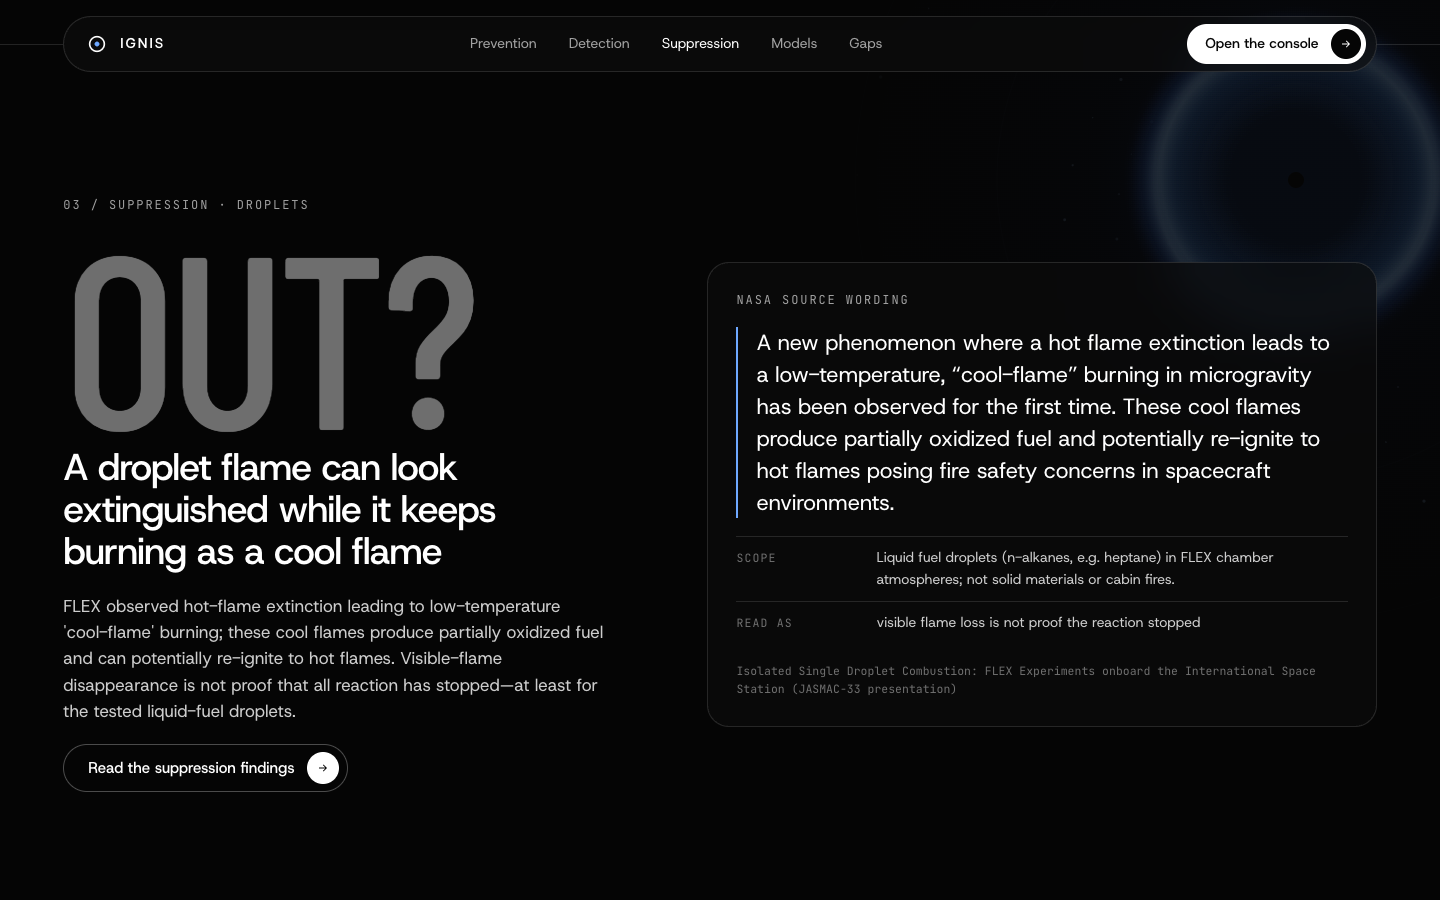 IGNIS
Prevention
Detection
Suppression
Models
Gaps
Open the console
03 / SUPPRESSION · DROPLETS
OUT?
A droplet flame can look
extinguished while it keeps
burning as a cool flame
FLEX observed hot-flame extinction leading to low-temperature
'cool-flame' burning; these cool flames produce partially oxidized fuel
and can potentially re-ignite to hot flames. Visible-flame
disappearance is not proof that all reaction has stopped—at least for
the tested liquid-fuel droplets.
Read the suppression findings
NASA SOURCE WORDING
A new phenomenon where a hot flame extinction leads to
a low-temperature, “cool-flame” burning in microgravity
has been observed for the first time. These cool flames
produce partially oxidized fuel and potentially re-ignite to
hot flames posing fire safety concerns in spacecraft
environments.
SCOPE
Liquid fuel droplets (n-alkanes, e.g. heptane) in FLEX chamber
atmospheres; not solid materials or cabin fires.
READ AS
visible flame loss is not proof the reaction stopped
Isolated Single Droplet Combustion: FLEX Experiments onboard the International Space
Station (JASMAC-33 presentation)